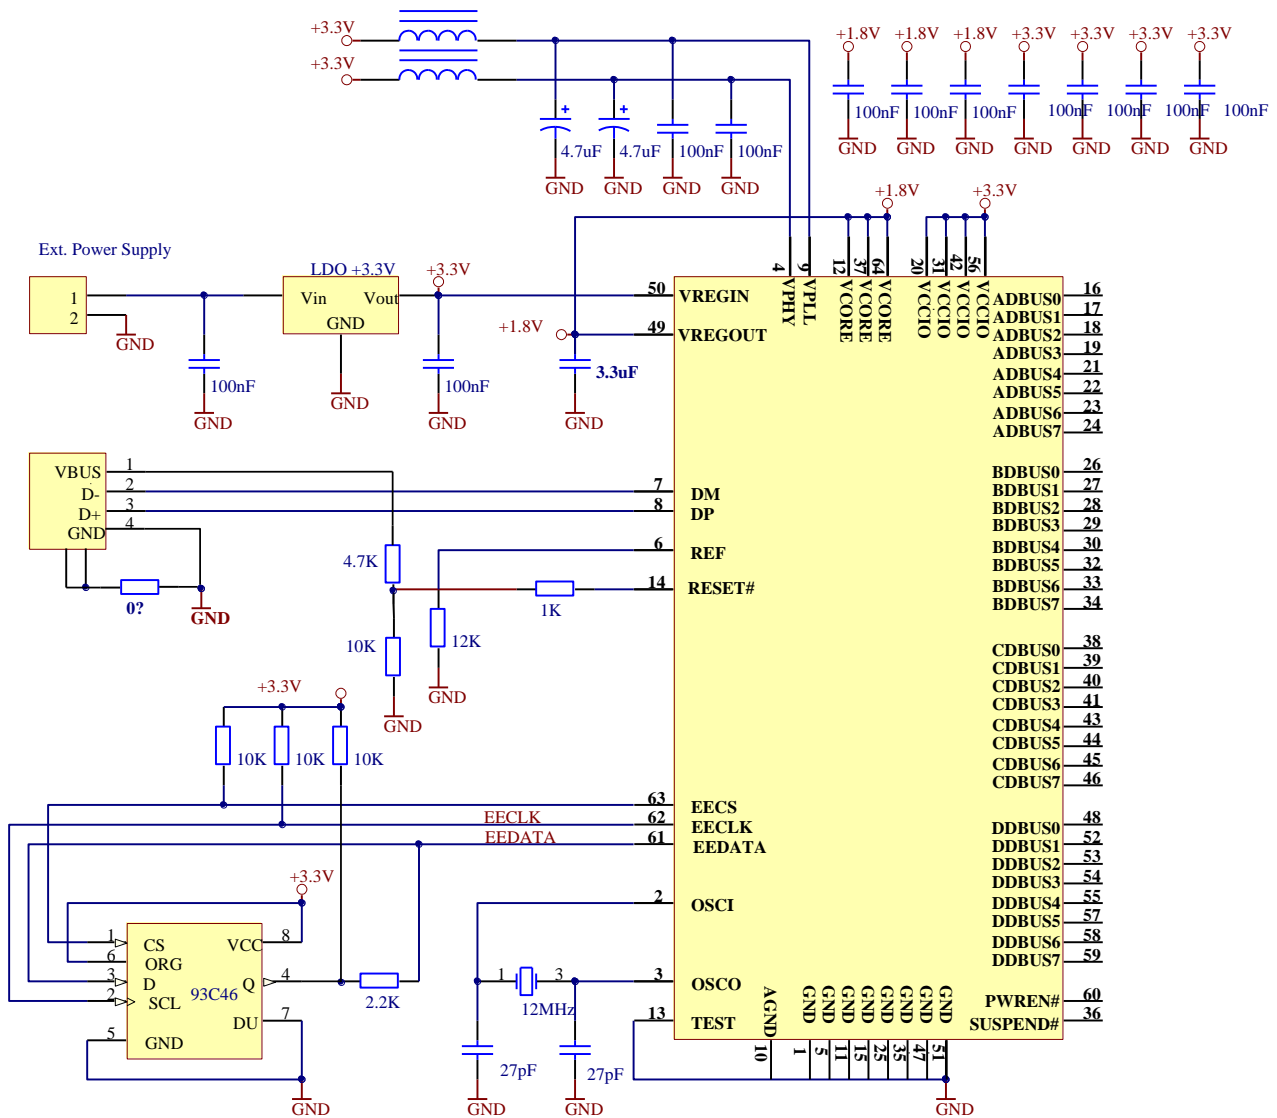 +3.3V
+3.3V
4.7uF
4.7uF
100nF
100nF
GND
GND
GND
GND
+1.8V
+1.8V
+1.8V
+3.3V
+3.3V
+3.3V
+3.3V
100nF
100nF
100nF
100nF
100nF
100nF
100nF
GND
GND
GND
GND
GND
GND
GND
+1.8V
+3.3V
Ext. Power Supply
1
2
GND
100nF
GND
LDO +3.3V
Vin
Vout
GND
GND
+3.3V
100nF
GND
+1.8V
3.3uF
GND
50 VREGIN
49 VREGOUT
4 VPHY
9 VPLL
12 VCORE
37 VCORE
64 VCORE
20 VCCIO
31 VCCIO
42 VCCIO
56 VCCIO
ADBUS0 16
ADBUS1 17
ADBUS2 18
ADBUS3 19
ADBUS4 21
ADBUS5 22
ADBUS6 23
ADBUS7 24
VBUS 1
D- 2
D+ 3
GND 4
0?
GND
7 DM
8 DP
6 REF
14 RESET#
4.7K
1K
10K
12K
GND
GND
BDBUS0 26
BDBUS1 27
BDBUS2 28
BDBUS3 29
BDBUS4 30
BDBUS5 32
BDBUS6 33
BDBUS7 34
CDBUS0 38
CDBUS1 39
CDBUS2 40
CDBUS3 41
CDBUS4 43
CDBUS5 44
CDBUS6 45
CDBUS7 46
+3.3V
10K
10K
10K
63 EECS
EECLK 62 EECLK
EEDATA 61 EEDATA
DDBUS0 48
DDBUS1 52
DDBUS2 53
DDBUS3 54
DDBUS4 55
DDBUS5 57
DDBUS6 58
DDBUS7 59
+3.3V
1 CS
6 ORG
3 D
2 SCL
5 GND
93C46
VCC 8
Q 4
DU 7
2.2K
GND
2 OSCI
3 OSCO
13 TEST
1
3
12MHz
27pF
27pF
GND
GND
AGND 10
GND 1
GND 5
GND 11
GND 15
GND 25
GND 35
GND 47
GND 51
GND
PWREN# 60
SUSPEND# 36